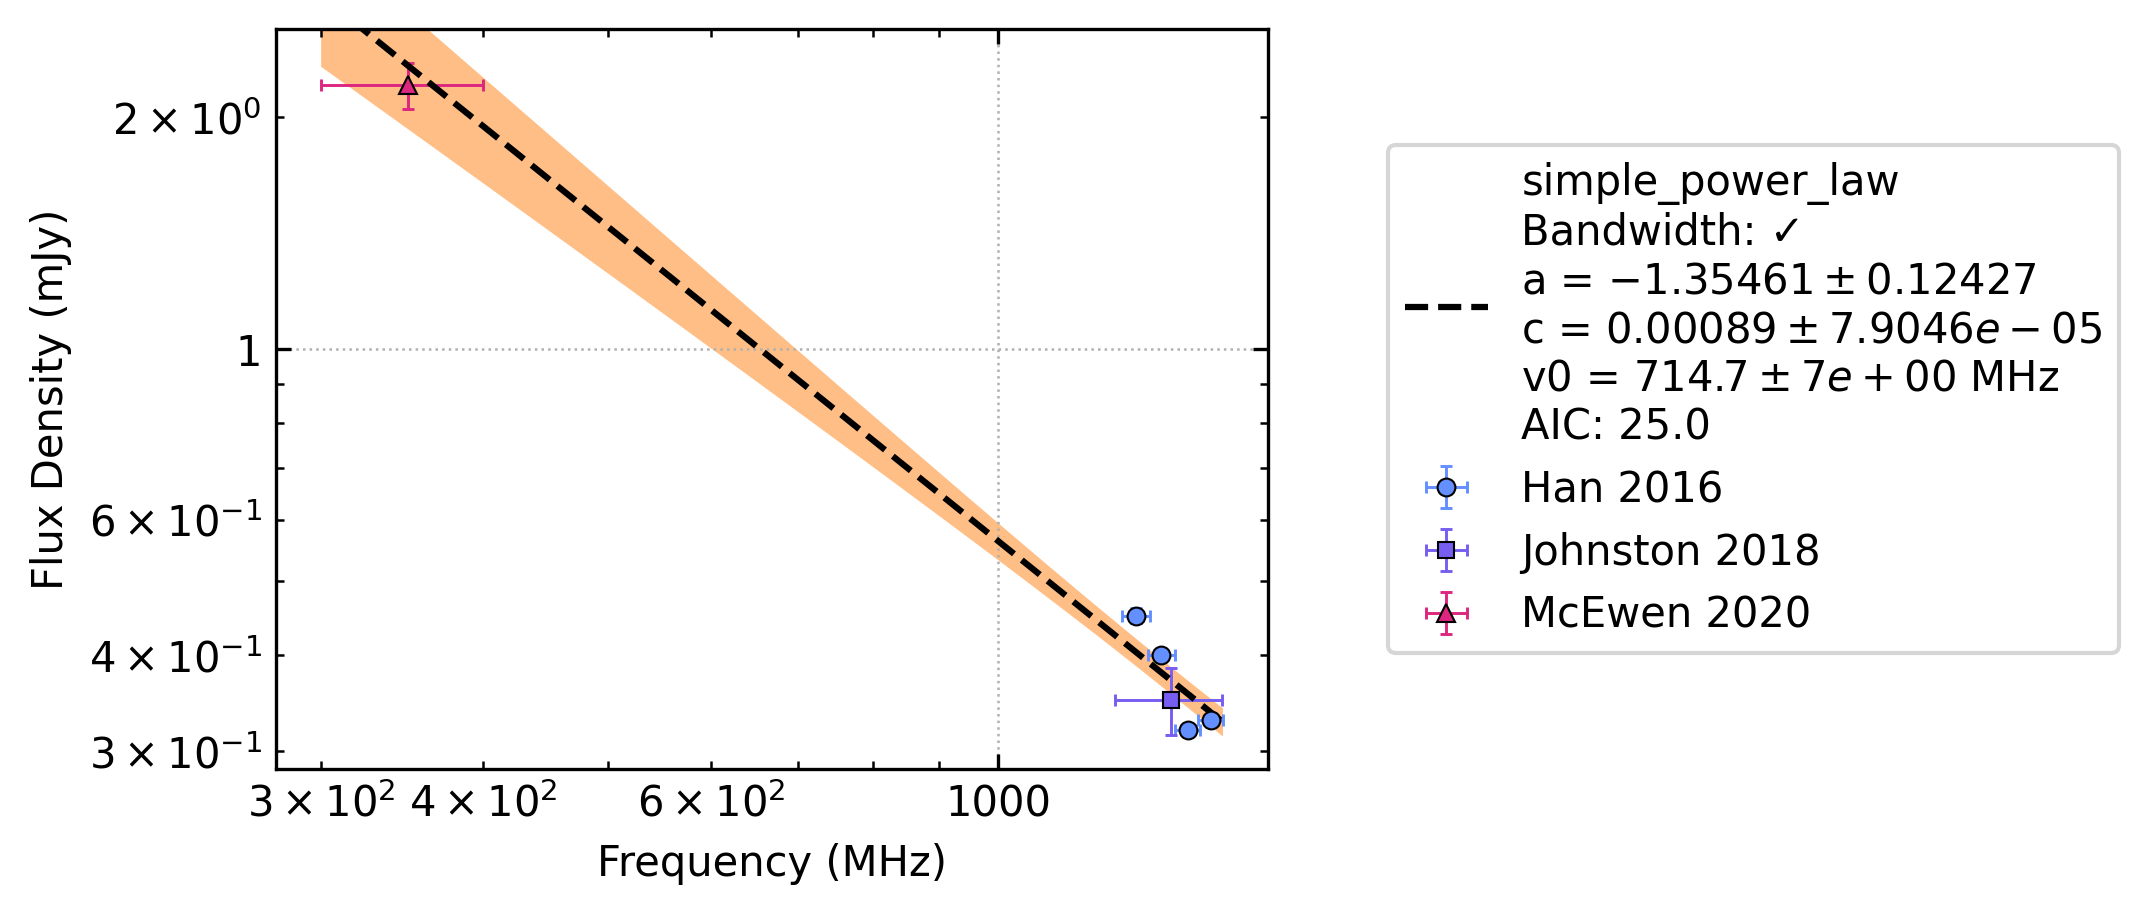 2 × 10⁰
1
6 × 10⁻¹
4 × 10⁻¹
3 × 10⁻¹
Flux Density (mJy)
3 × 10² 4 × 10² 6 × 10² 1000
Frequency (MHz)
simple_power_law
Bandwidth: ✓
a = −1.35461 ± 0.12427
c = 0.00089 ± 7.9046e − 05
v0 = 714.7 ± 7e + 00 MHz
AIC: 25.0
Han 2016
Johnston 2018
McEwen 2020